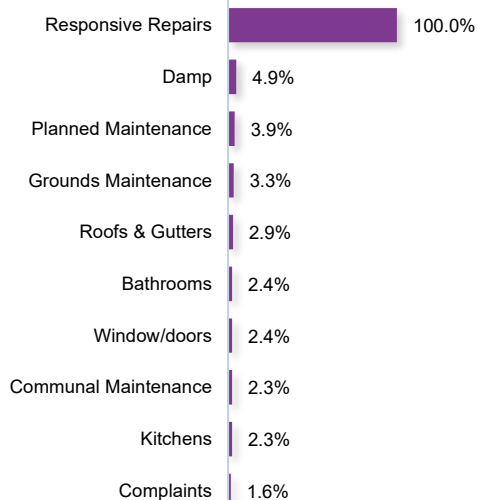 Responsive Repairs 100.0%
Damp 4.9%
Planned Maintenance 3.9%
Grounds Maintenance 3.3%
Roofs & Gutters 2.9%
Bathrooms 2.4%
Window/doors 2.4%
Communal Maintenance 2.3%
Kitchens 2.3%
Complaints 1.6%